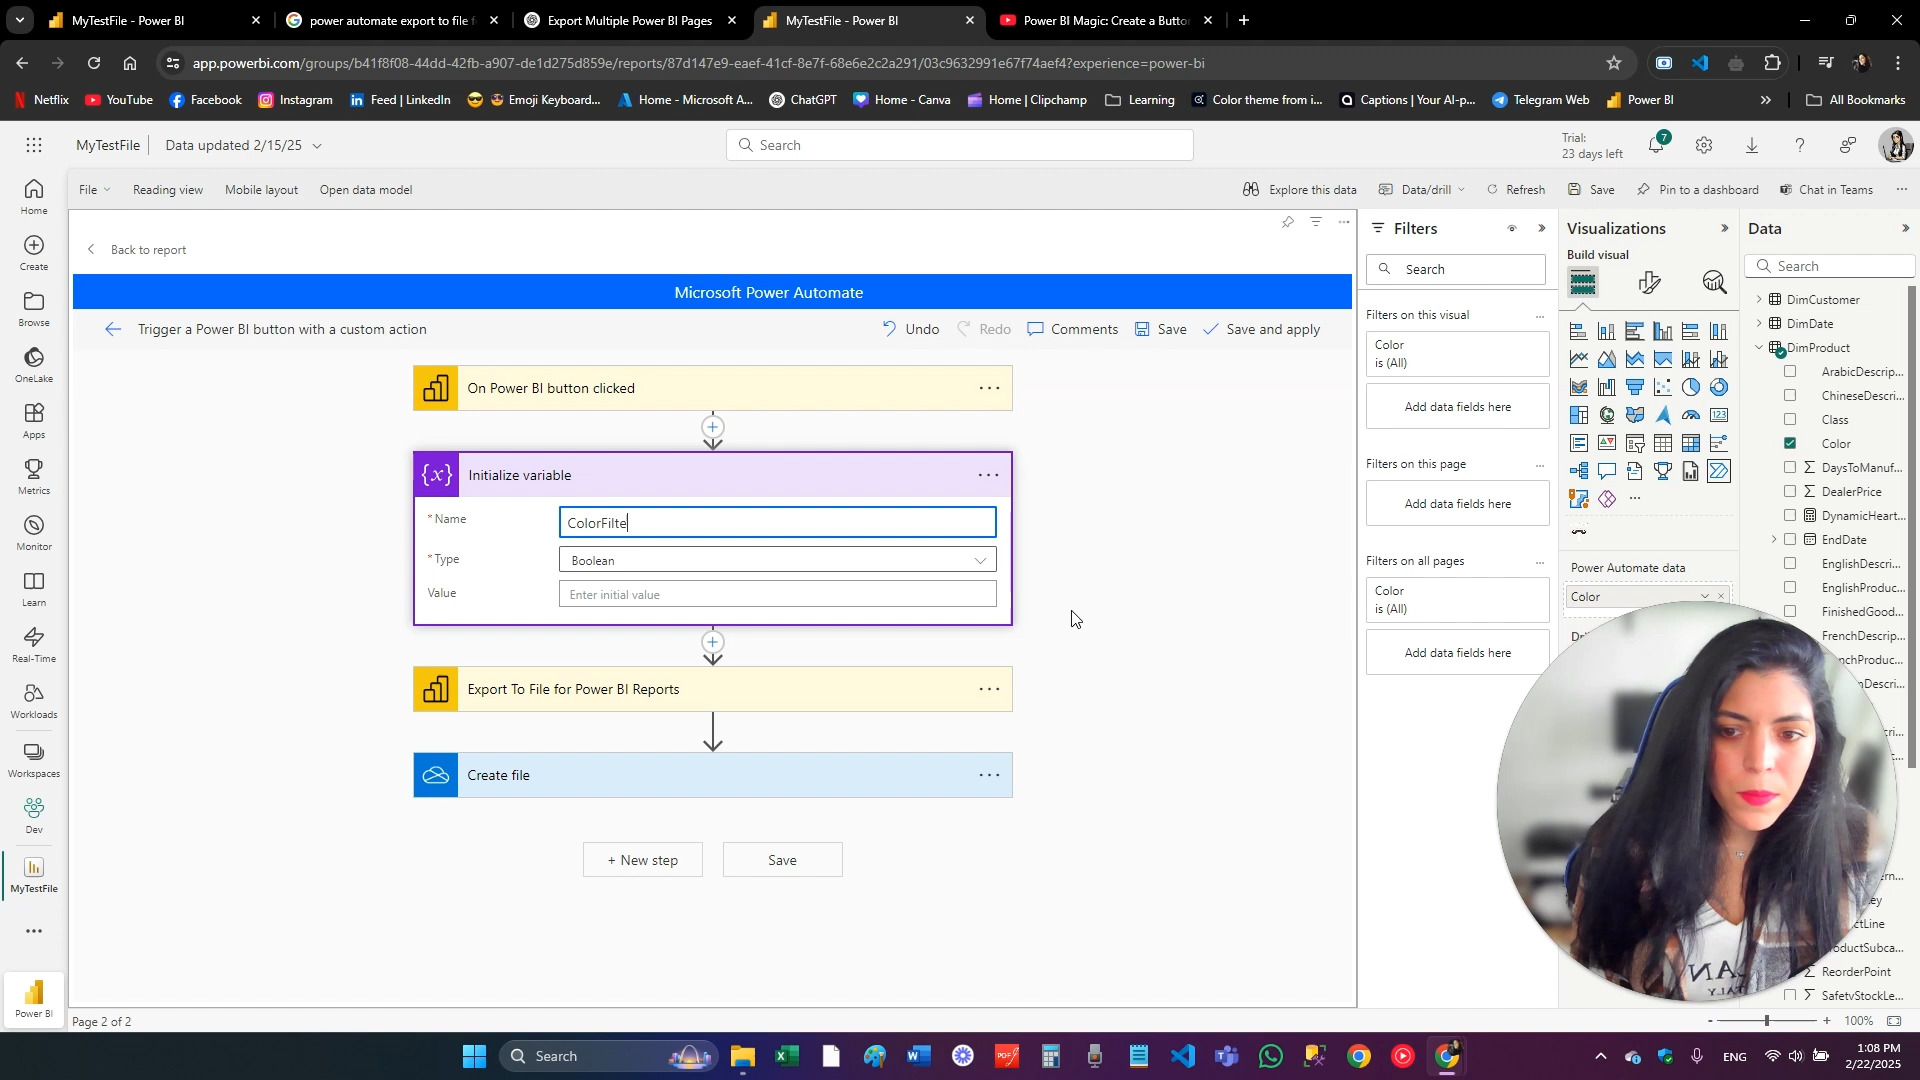 MyTestFile - Power BI
power automate export to file f
Export Multiple Power BI Pages
MyTestFile - Power BI
Power BI Magic: Create a Butto
app.powerbi.com/groups/b41f8f08-44dd-42fb-a907-de1d275d859e/reports/87d147e9-eaef-41cf-8e7f-68e6e2c2a291/03c9632991e67f74aef4?experience=power-bi
Netflix
YouTube
Facebook
Instagram
Feed | LinkedIn
Emoji Keyboard...
Home - Microsoft A...
ChatGPT
Home - Canva
Home | Clipchamp
Learning
Color theme from i...
Captions | Your AI-p...
Telegram Web
Power BI
All Bookmarks
MyTestFile
Data updated 2/15/25
Search
Trial:
23 days left
7
File
Reading view
Mobile layout
Open data model
Explore this data
Data/drill
Refresh
Save
Pin to a dashboard
Chat in Teams
Home
Create
Browse
OneLake
Apps
Metrics
Monitor
Learn
Real-Time
Workloads
Workspaces
Dev
MyTestFile
Power BI
Back to report
Microsoft Power Automate
Trigger a Power BI button with a custom action
Undo
Redo
Comments
Save
Save and apply
On Power BI button clicked
{x} Initialize variable
* Name
ColorFilte
* Type
Boolean
Value
Enter initial value
Export To File for Power BI Reports
Create file
+ New step
Save
Page 2 of 2
Filters
Search
Filters on this visual
Color
is (All)
Add data fields here
Filters on this page
Add data fields here
Filters on all pages
Color
is (All)
Add data fields here
Visualizations
Build visual
123
Power Automate data
Color
Data
Search
DimCustomer
DimDate
DimProduct
ArabicDescrip...
ChineseDescri...
Class
Color
DaysToManuf...
DealerPrice
DynamicHeart...
EndDate
EnglishDescri...
EnglishProduc...
FinishedGood...
FrenchDescrip...
ReorderPoint
SafetyStockLe...
- + 100%
Search
ENG
1:08 PM
2/22/2025